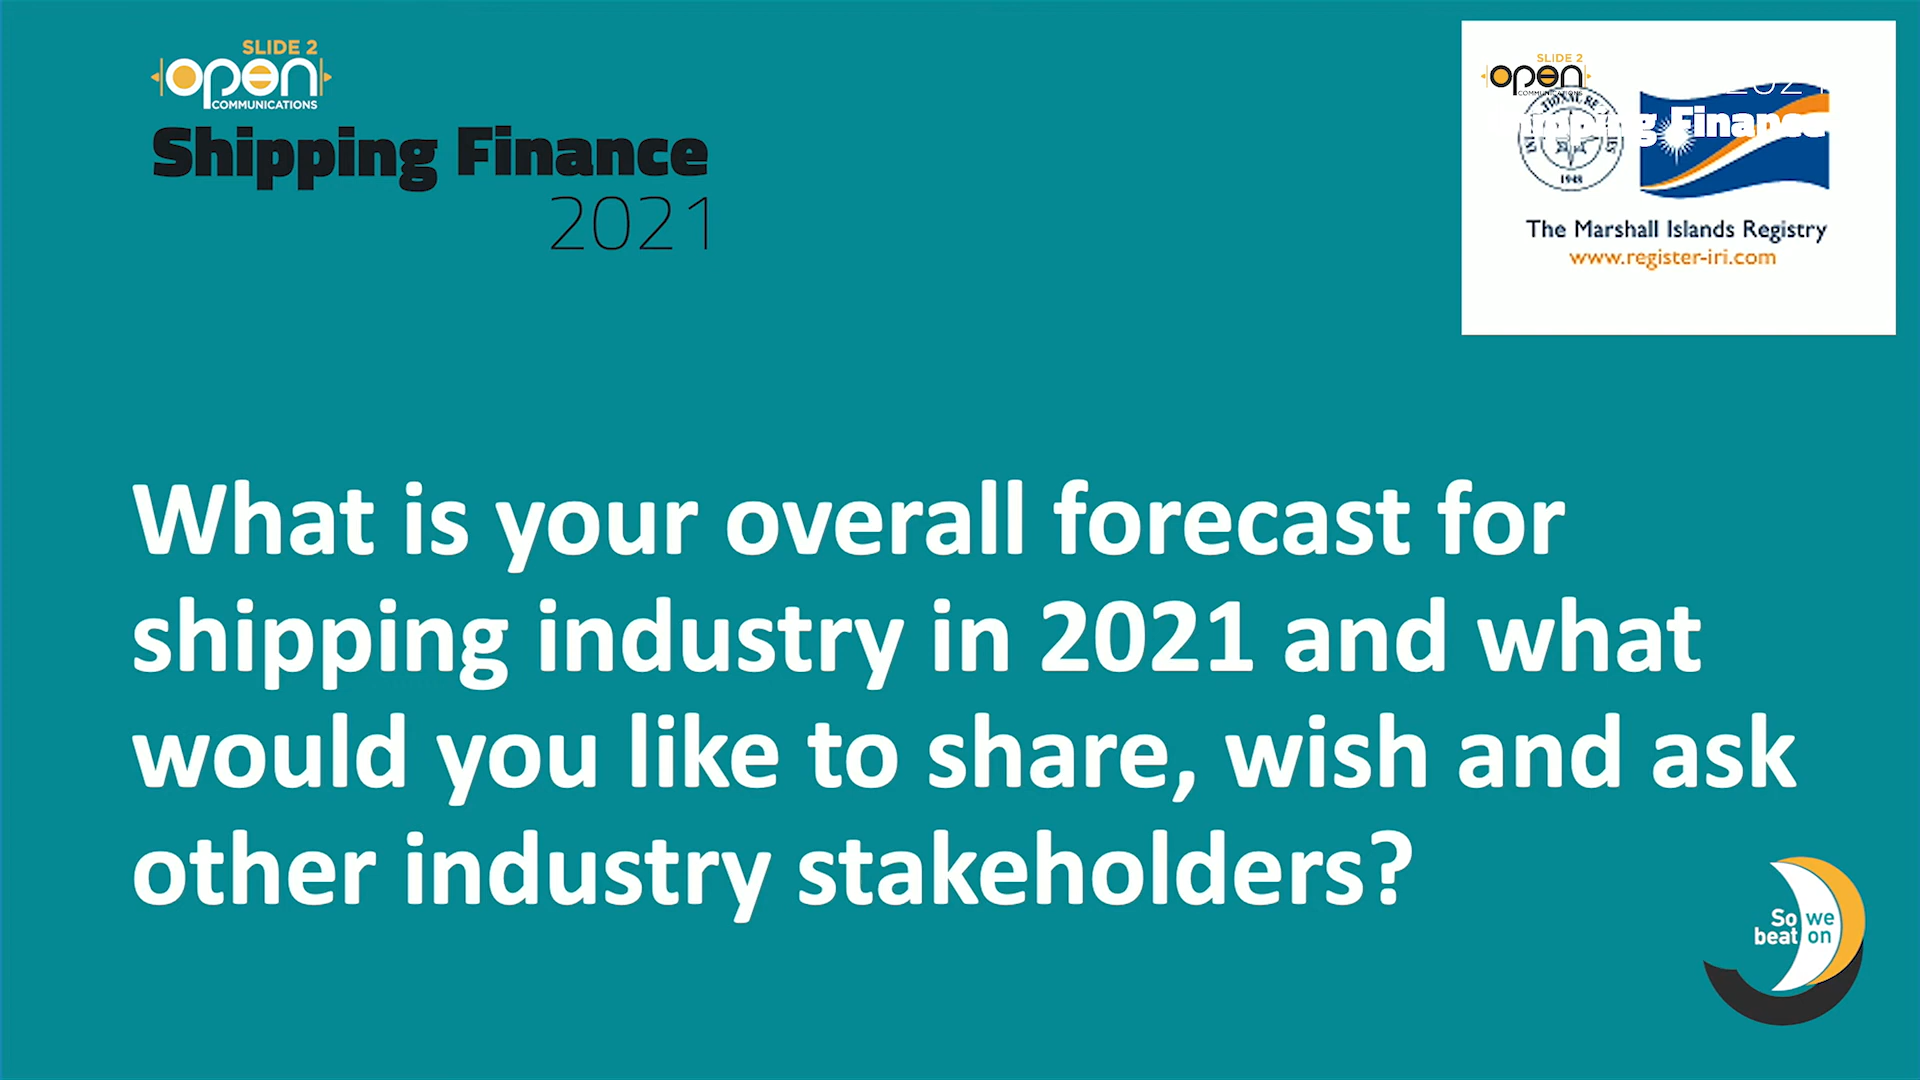 SLIDE 2
open
COMMUNICATIONS
Shipping Finance
2021
SLIDE 2
open
2021
Shipping Finance
1948
The Marshall Islands Registry
www.register-iri.com
What is your overall forecast for
shipping industry in 2021 and what
would you like to share, wish and ask
other industry stakeholders?
So we
beat on